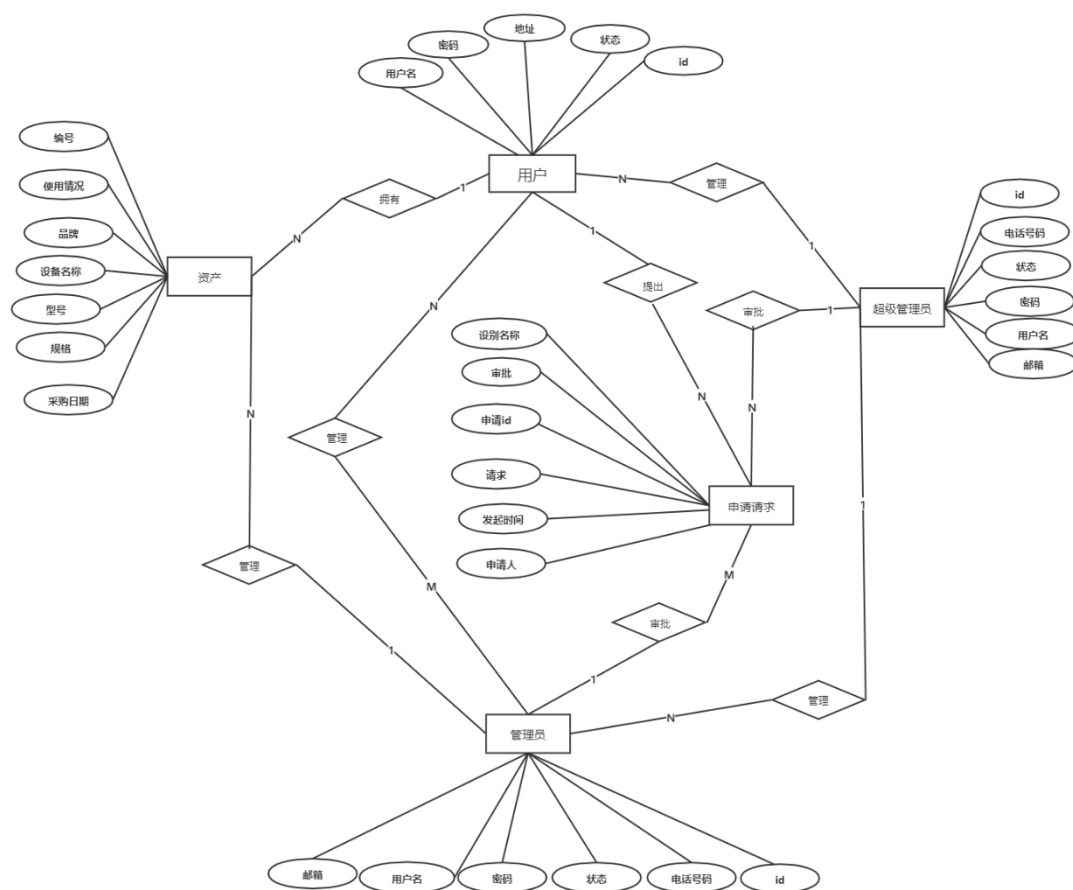 地址
状态
密码
id
用户名
编号
用户
N
管理
使用情况
1
拥有
id
品牌
N
1
电话号码
1
资产
状态
设备名称
提出
密码
型号
N
审批
1
超级管理员
设别名称
用户名
规格
审批
邮箱
采购日期
N
N
N
申请id
管理
请求
1
申请请求
发起时间
管理
申请人
M
M
审批
1
1
管理
N
管理员
邮箱
用户名
密码
状态
电话号码
id